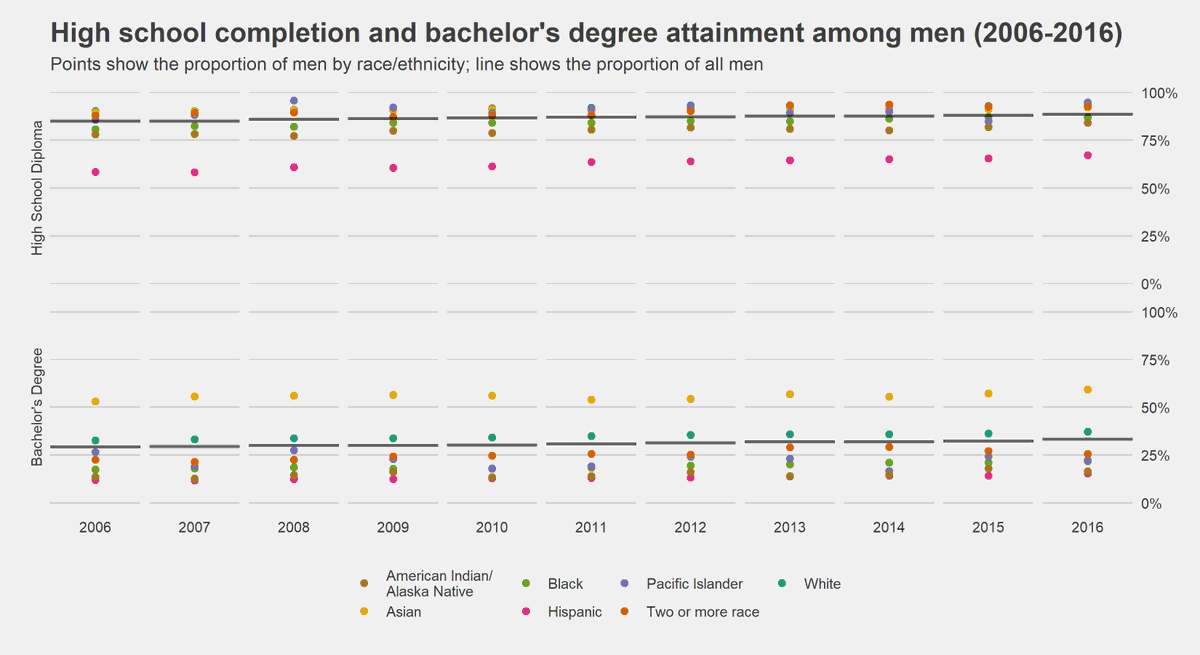 High school completion and bachelor's degree attainment among men (2006-2016)
Points show the proportion of men by race/ethnicity; line shows the proportion of all men
High School Diploma
100%
75%
50%
25%
0%
Bachelor's Degree
100%
75%
50%
25%
0%
2006 2007 2008 2009 2010 2011 2012 2013 2014 2015 2016
American Indian/
Alaska Native
Black
Pacific Islander
White
Asian
Hispanic
Two or more race